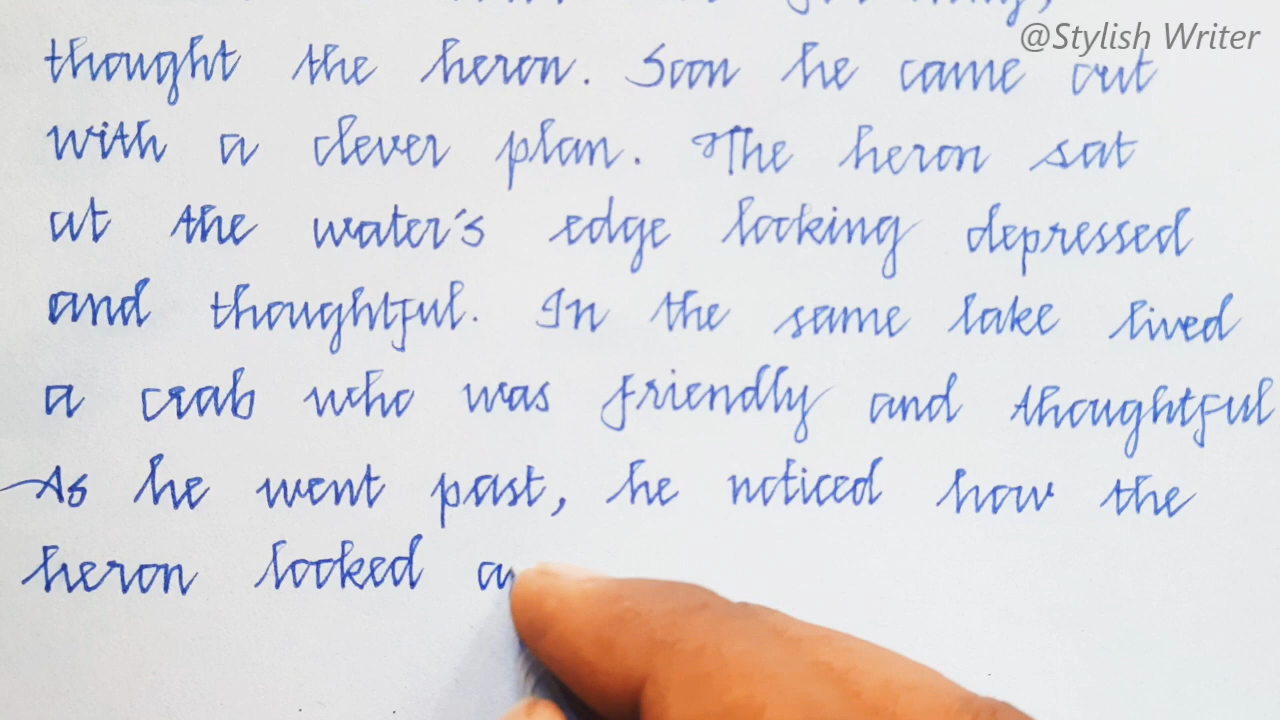 @Stylish Writer
thought the heron. Soon he came out
with a clever plan. The heron sat
at the water's edge looking depressed
and thoughtful. In the same lake lived
a crab who was friendly and thoughtful
As he went past, he noticed how the
heron looked